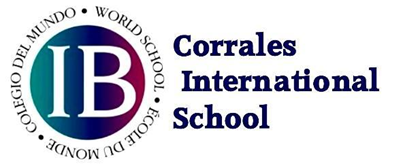 IB
• WORLD SCHOOL • ÉCOLE DU MONDE • COLEGIO DEL MUNDO
Corrales
International
School